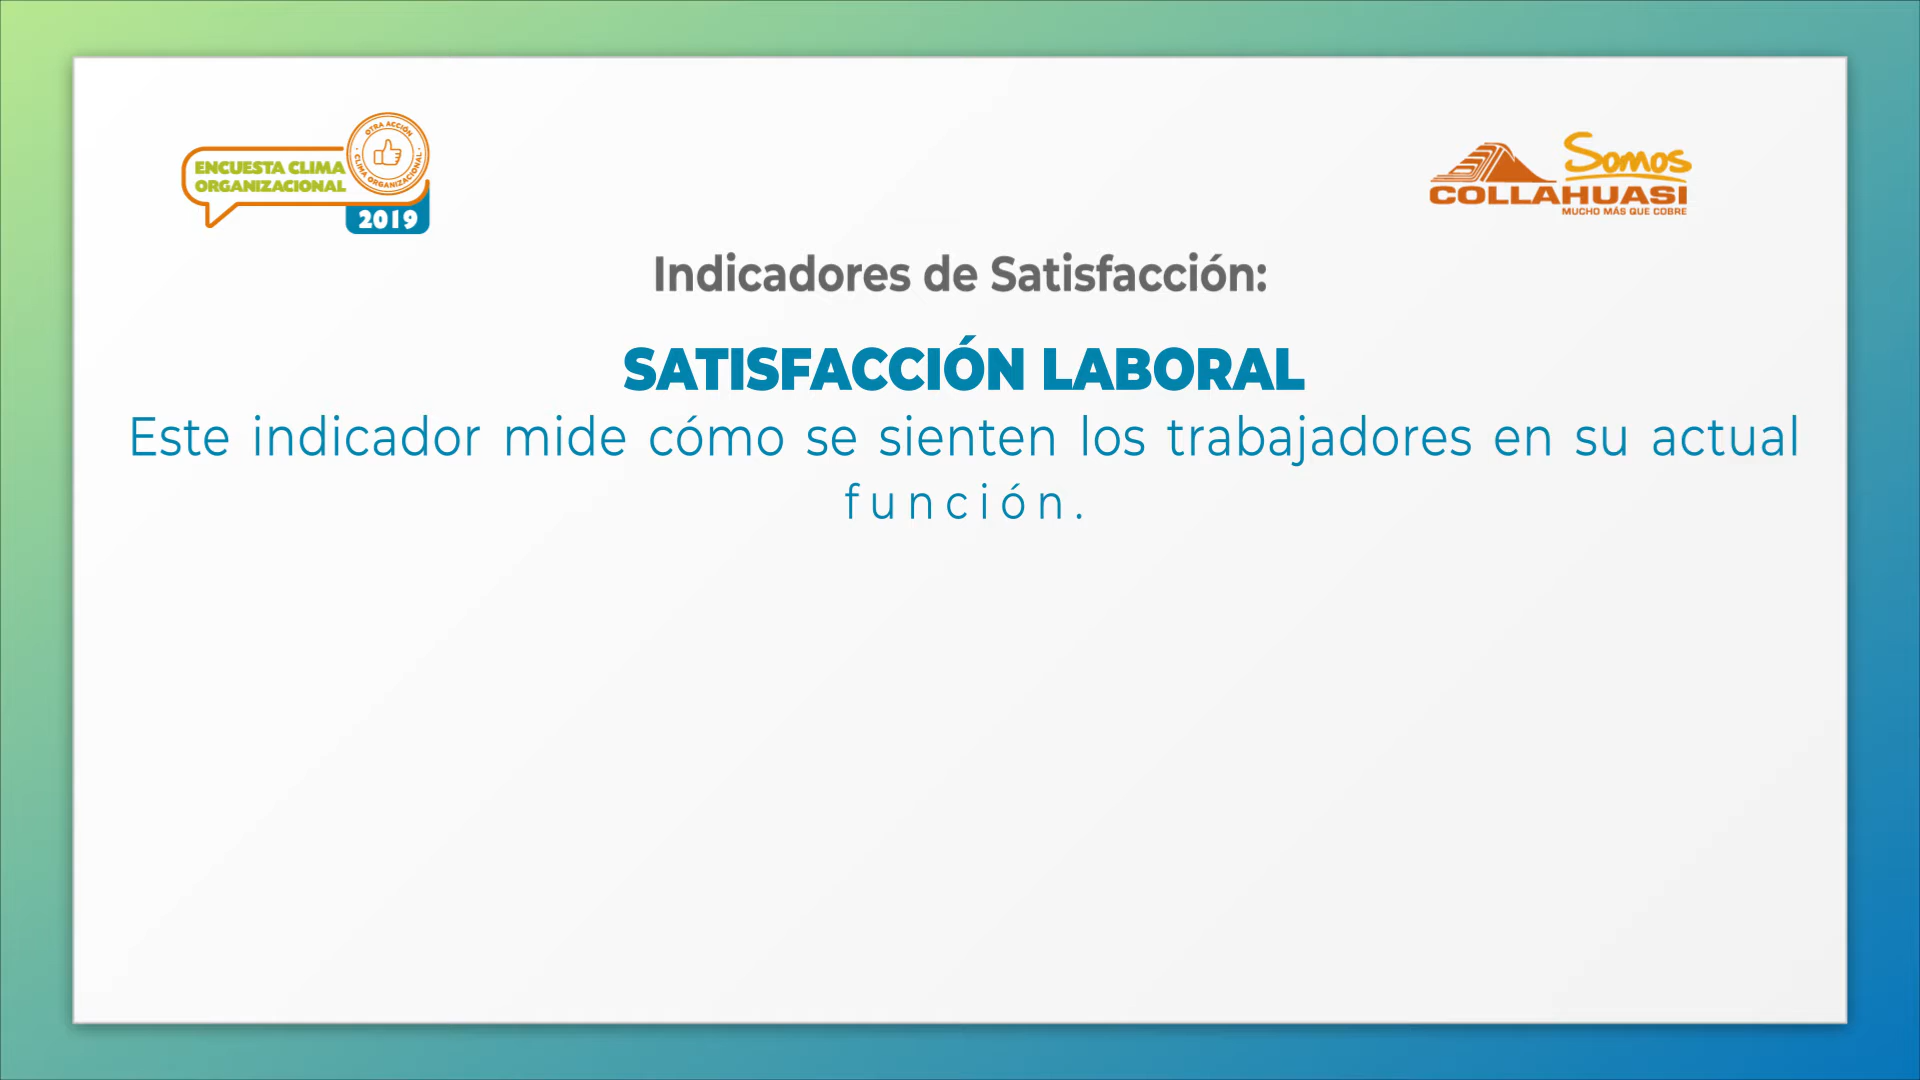 OTRA ACCIÓN
· CLIMA ORGANIZACIONAL ·
ENCUESTA CLIMA
ORGANIZACIONAL
2019
Somos
COLLAHUASI
MUCHO MÁS QUE COBRE
Indicadores de Satisfacción:
SATISFACCIÓN LABORAL
Este indicador mide cómo se sienten los trabajadores en su actual
función.